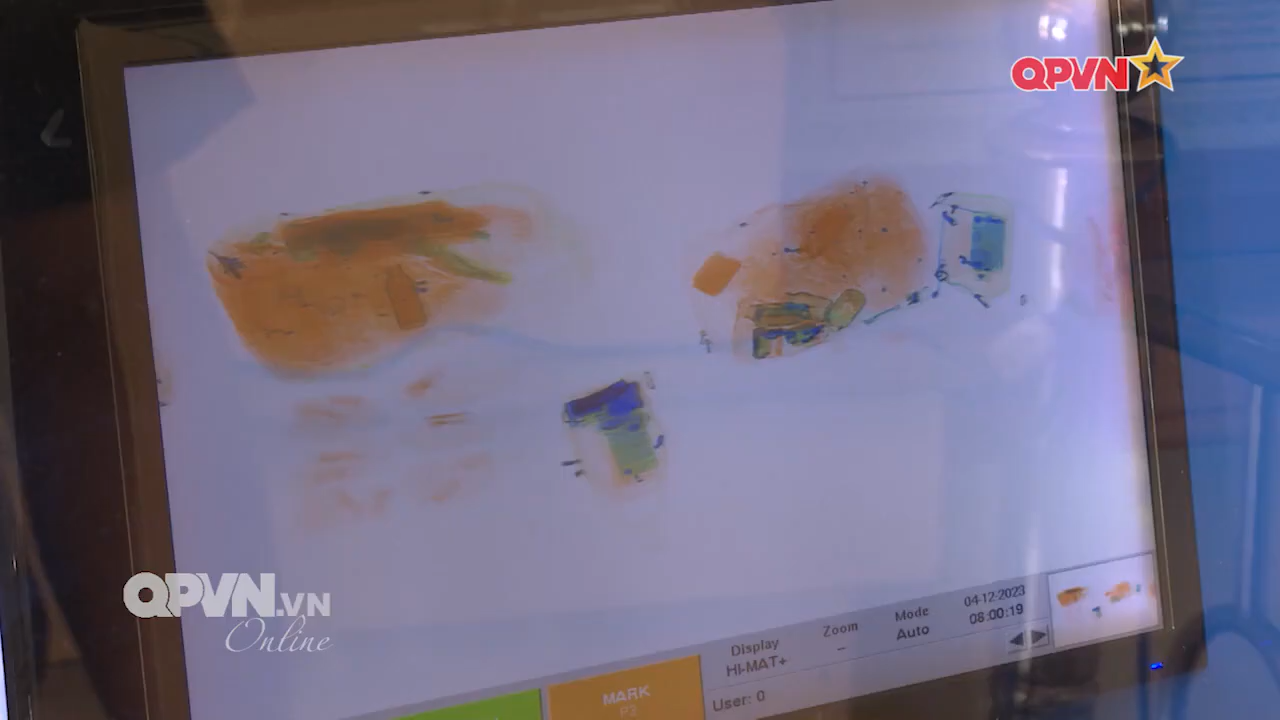 QPVN
QPVN.VN
Online
Display
HI-MAT+
Zoom
–
Mode
Auto
04-12-2023
08:00:19
MARK
P3
User: 0